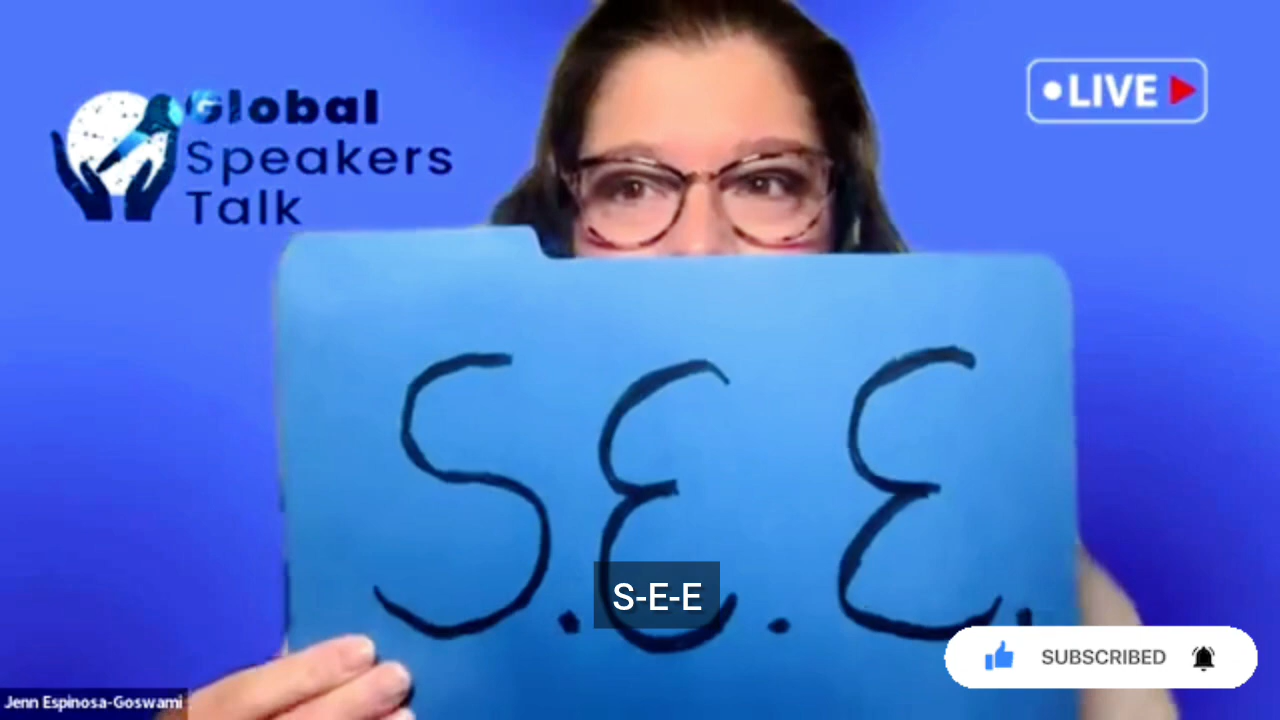 Global
Speakers
Talk
LIVE
S.E.E.
S-E-E
SUBSCRIBED
Jenn Espinosa-Goswami